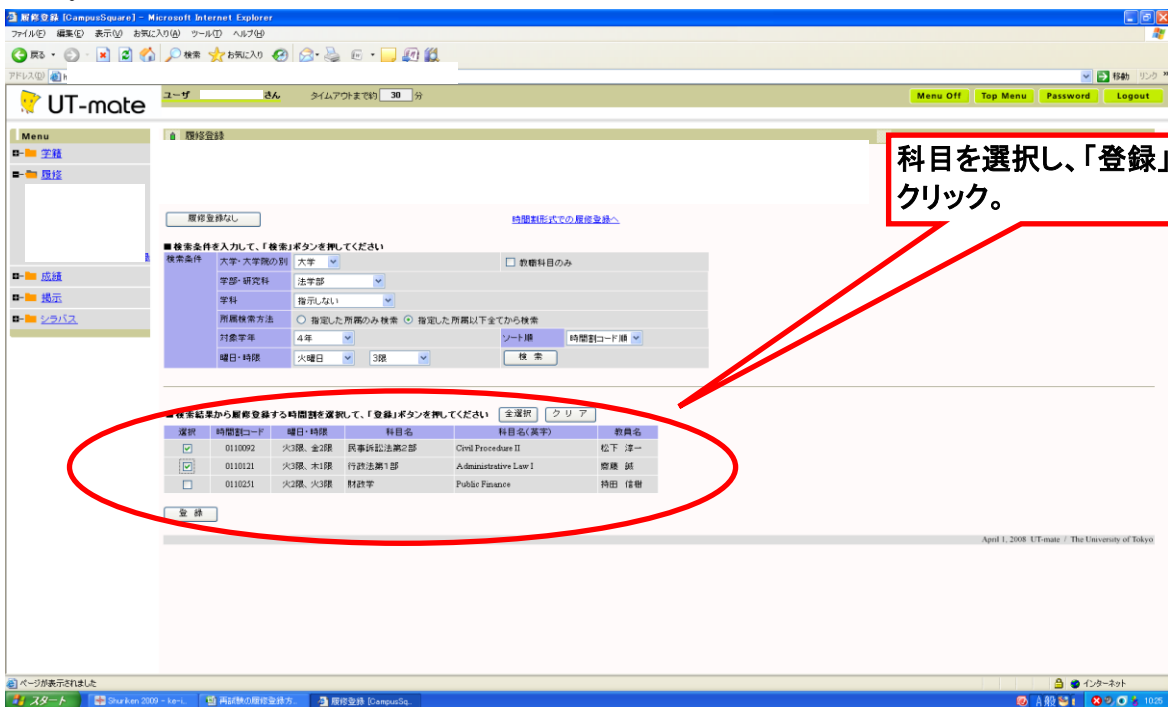 履修登録 [CampusSquare] - Microsoft Internet Explorer
ファイル(F) 編集(E) 表示(V) お気に入り(A) ツール(T) ヘルプ(H)
戻る 検索 お気に入り
アドレス(D) h 移動 リンク »
UT-mate
ユーザ さん タイムアウトまで約 30 分
Menu Off Top Menu Password Logout
Menu
学籍
履修
成績
掲示
シラバス
履修登録
科目を選択し、「登録」
クリック。
履修登録なし 時間割形式での履修登録へ
■検索条件を入力して、「検索」ボタンを押してください
検索条件 大学・大学院の別 大学 教職科目のみ
学部・研究科 法学部
学科 指示しない
所属検索方法 指定した所属のみ検索 指定した所属以下全てから検索
対象学年 4年 ソート順 時間割コード順
曜日・時限 火曜日 3限 検 索
■検索結果から履修登録する時間割を選択して、「登録」ボタンを押してください 全選択 クリア
選択 時間割コード 曜日・時限 科目名 科目名(英字) 教員名
0110092 火3限、金2限 民事訴訟法第2部 Civil Procedure II 松下 淳一
0110121 火3限、木1限 行政法第1部 Administrative Law I 齋藤 誠
0110251 火2限、火3限 財政学 Public Finance 持田 信樹
登 録
April 1, 2008 UT-mate / The University of Tokyo
ページが表示されました インターネット
スタート Shuriken 2009 - ke-i... 再試験の履修登録方... 履修登録 [CampusSq... A 般 10:25